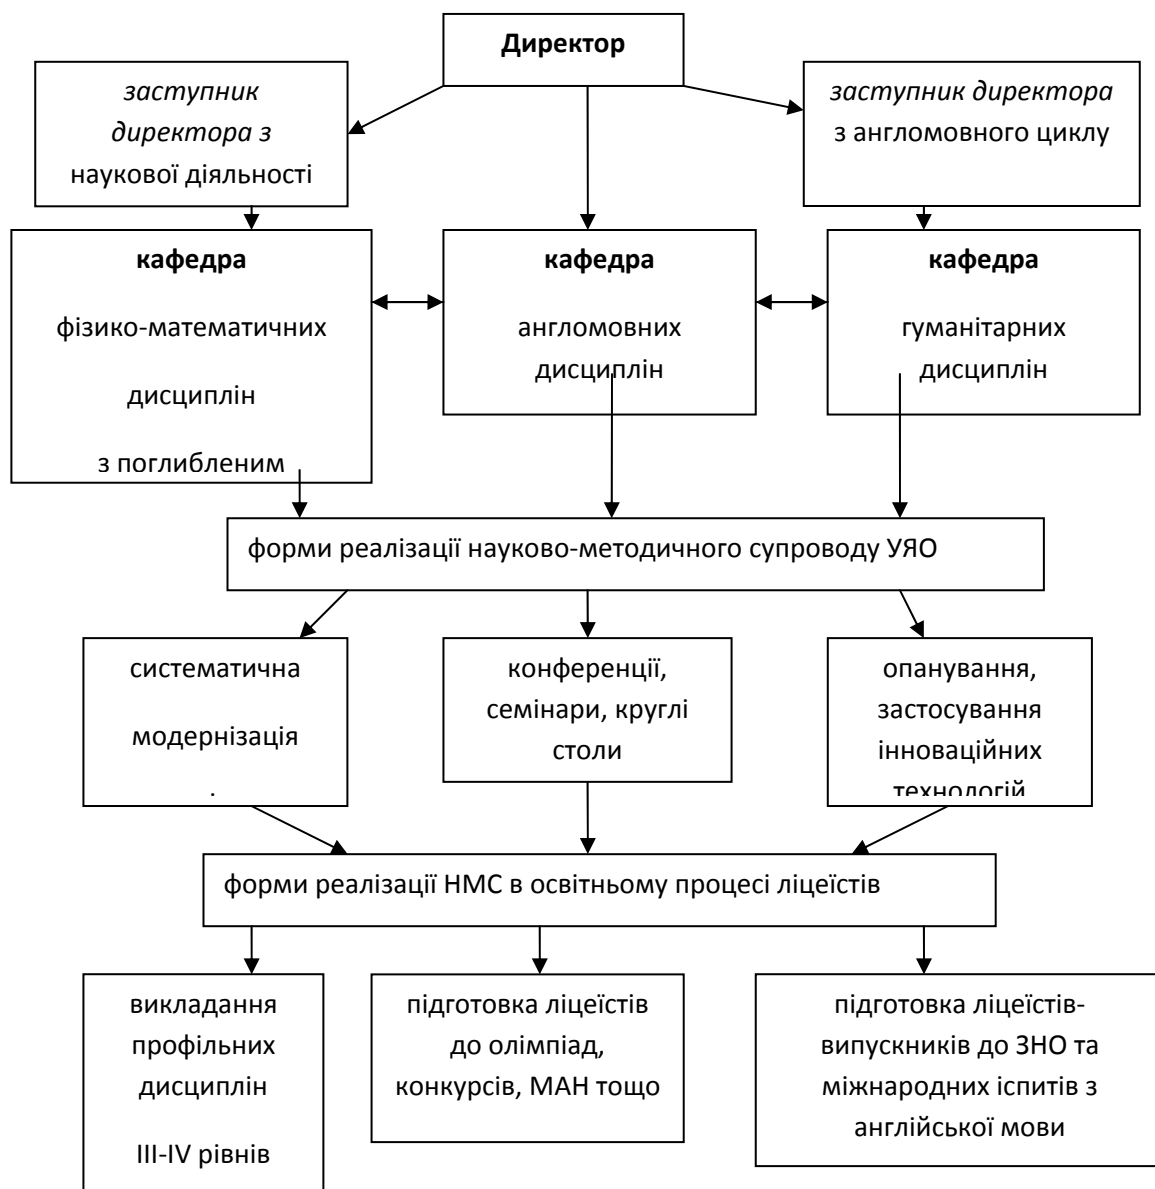 Директор
заступник
директора з
наукової діяльності
заступник директора
з англомовного циклу
кафедра
фізико-математичних
дисциплін
з поглибленим
кафедра
англомовних
дисциплін
кафедра
гуманітарних
дисциплін
форми реалізації науково-методичного супроводу УЯО
систематична
модернізація
конференції,
семінари, круглі
столи
опанування,
застосування
інноваційних
технологій
форми реалізації НМС в освітньому процесі ліцеїстів
викладання
профільних
дисциплін
III-IV рівнів
підготовка ліцеїстів
до олімпіад,
конкурсів, МАН тощо
підготовка ліцеїстів-
випускників до ЗНО та
міжнародних іспитів з
англійської мови